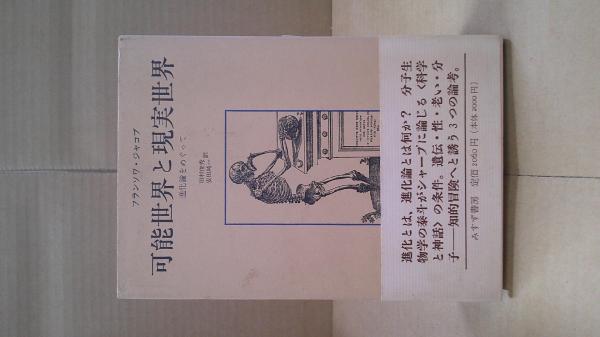 フランソワ・ジャコブ
可能世界と現実世界
進化論をめぐって
田村俊秀
安田純一 訳
進化とは、進化論とは何か? 分子生
物学の泰斗がシャープに論じる〈科学
と神話〉の条件。遺伝・性・老い・分
子——知的冒険へと誘う3つの論考。
みすず書房 定価2060円(本体2000円)